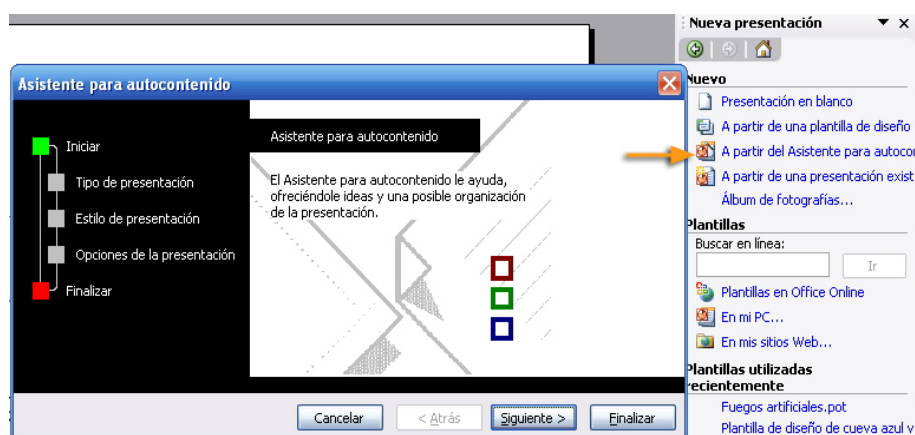 Nueva presentación
Asistente para autocontenido
Iniciar
Tipo de presentación
Estilo de presentación
Opciones de la presentación
Finalizar
Asistente para autocontenido
El Asistente para autocontenido le ayuda,
ofreciéndole ideas y una posible organización
de la presentación.
Cancelar
< Atrás
Siguiente >
Finalizar
Nuevo
Presentación en blanco
A partir de una plantilla de diseño
A partir del Asistente para autocon
A partir de una presentación exist
Álbum de fotografías...
Plantillas
Buscar en línea:
Ir
Plantillas en Office Online
En mi PC...
En mis sitios Web...
Plantillas utilizadas
recientemente
Fuegos artificiales.pot
Plantilla de diseño de cueva azul v